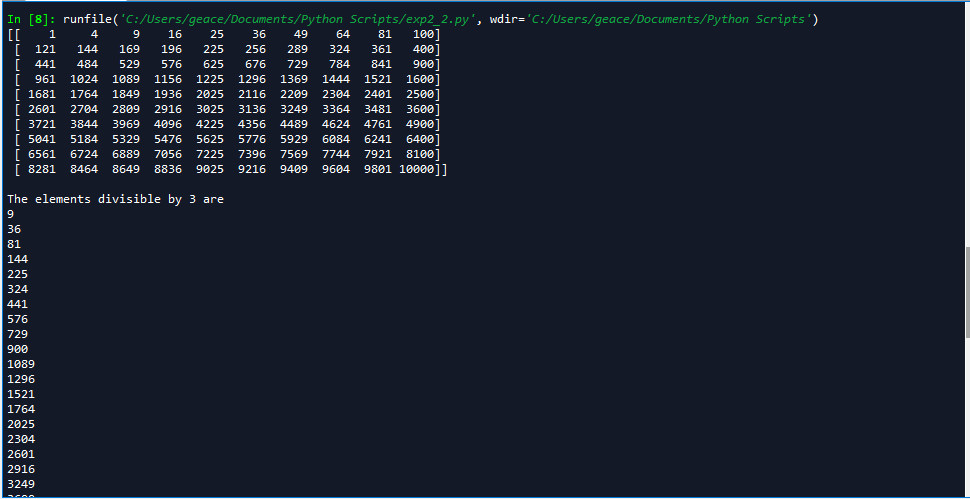 In [8]: runfile('C:/Users/geace/Documents/Python Scripts/exp2_2.py', wdir='C:/Users/geace/Documents/Python Scripts')
[[    1     4     9    16    25    36    49    64    81   100]
 [  121   144   169   196   225   256   289   324   361   400]
 [  441   484   529   576   625   676   729   784   841   900]
 [  961  1024  1089  1156  1225  1296  1369  1444  1521  1600]
 [ 1681  1764  1849  1936  2025  2116  2209  2304  2401  2500]
 [ 2601  2704  2809  2916  3025  3136  3249  3364  3481  3600]
 [ 3721  3844  3969  4096  4225  4356  4489  4624  4761  4900]
 [ 5041  5184  5329  5476  5625  5776  5929  6084  6241  6400]
 [ 6561  6724  6889  7056  7225  7396  7569  7744  7921  8100]
 [ 8281  8464  8649  8836  9025  9216  9409  9604  9801 10000]]
The elements divisible by 3 are
9
36
81
144
225
324
441
576
729
900
1089
1296
1521
1764
2025
2304
2601
2916
3249